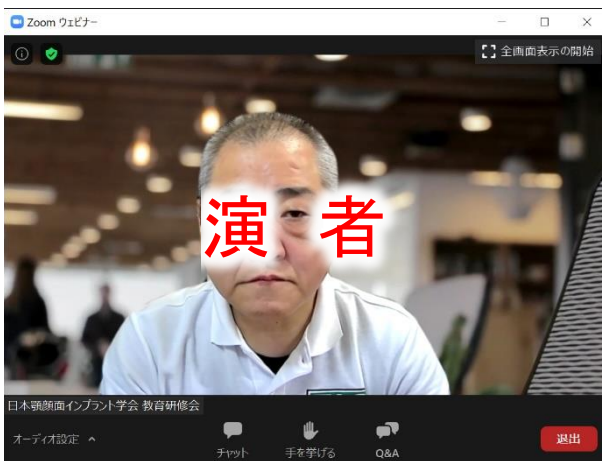 Zoom ウェビナー
全画面表示の開始
演者
日本顎顔面インプラント学会 教育研修会
オーディオ設定
チャット
手を挙げる
Q&A
退出